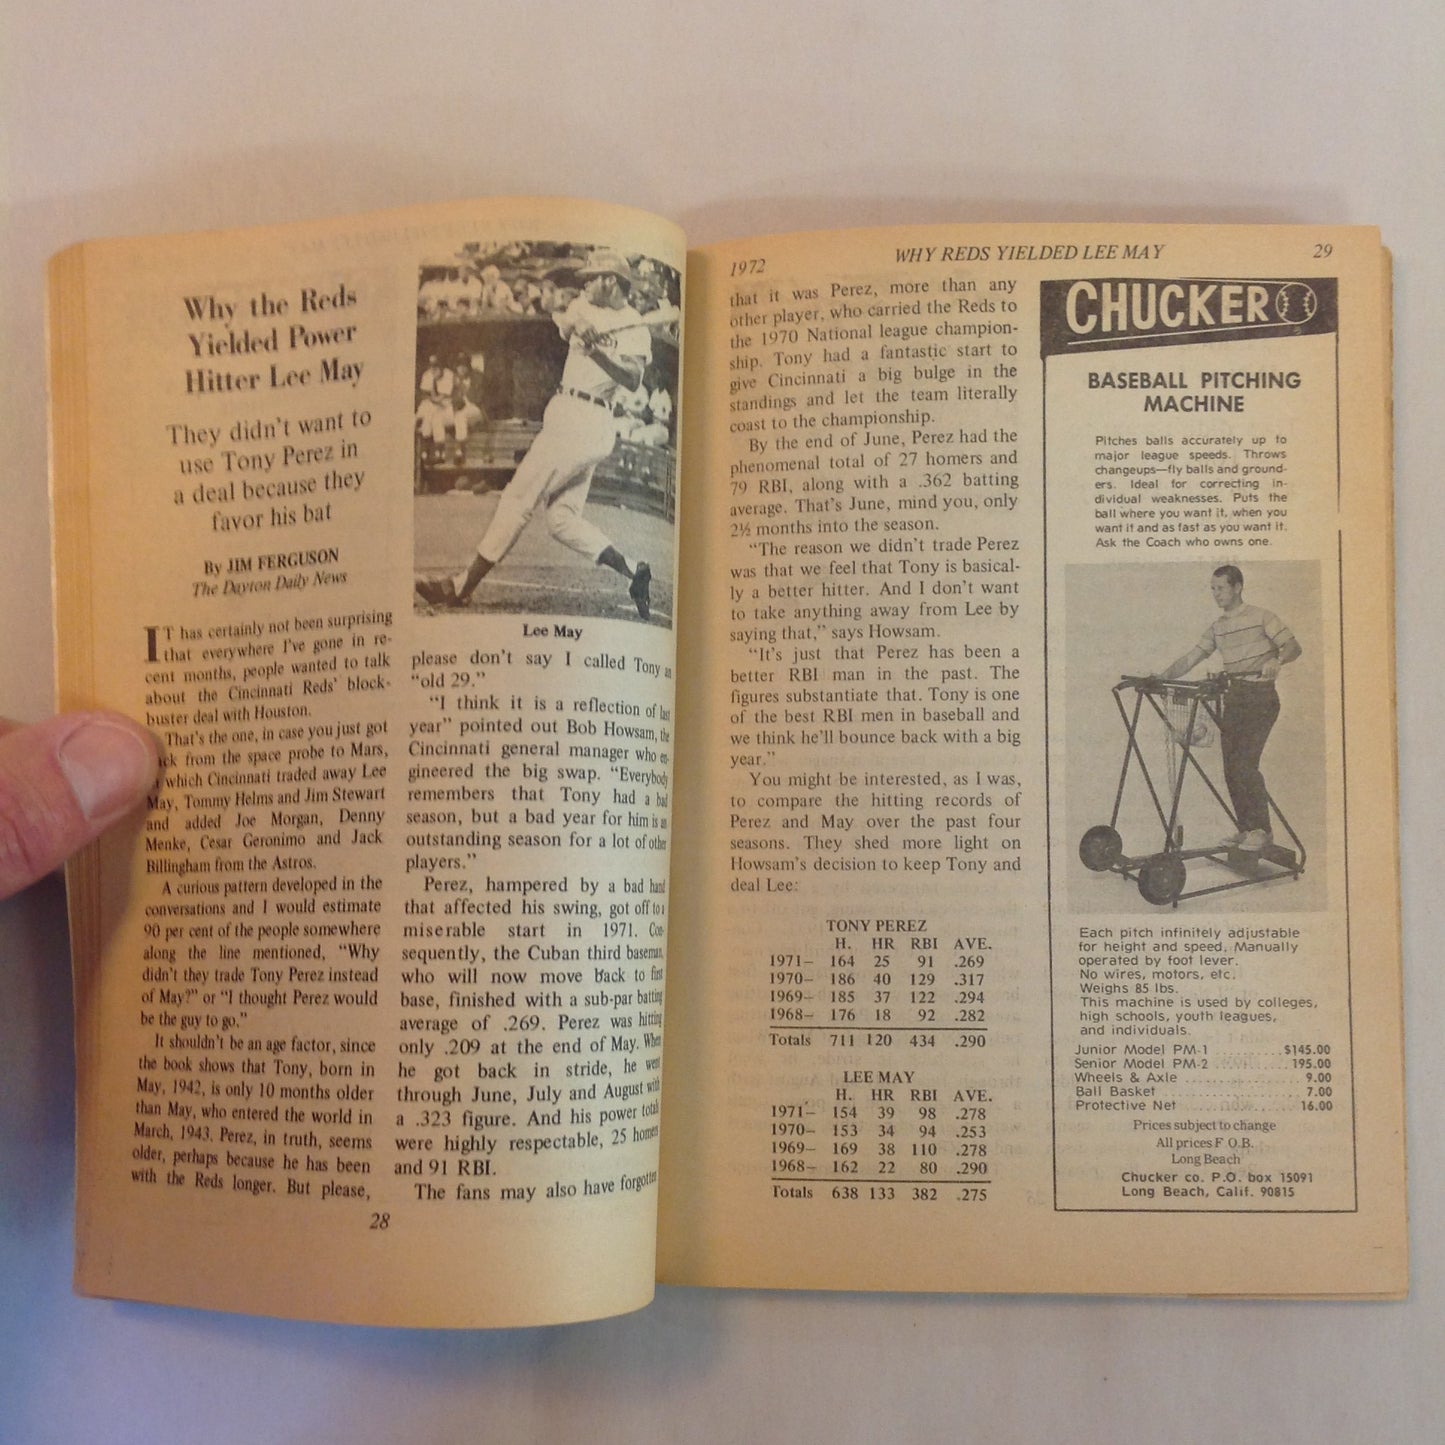 Why the Reds
Yielded Power
Hitter Lee May
They didn't want to
use Tony Perez in
a deal because they
favor his bat
By JIM FERGUSON
The Dayton Daily News
IT has certainly not been surprising
that everywhere I've gone in re-
cent months, people wanted to talk
about the Cincinnati Reds' block-
buster deal with Houston.
That's the one, in case you just got
from the space probe to Mars,
which Cincinnati traded away Lee
May, Tommy Helms and Jim Stewart
and added Joe Morgan, Denny
Menke, Cesar Geronimo and Jack
Billingham from the Astros.
A curious pattern developed in the
conversations and I would estimate
90 per cent of the people somewhere
along the line mentioned, "Why
didn't they trade Tony Perez instead
of May?" or "I thought Perez would
be the guy to go."
It shouldn't be an age factor, since
the book shows that Tony, born in
May, 1942, is only 10 months older
than May, who entered the world in
March, 1943. Perez, in truth, seems
older, perhaps because he has been
with the Reds longer. But please,
Lee May
please don't say I called Tony an
"old 29."
"I think it is a reflection of last
year" pointed out Bob Howsam, the
Cincinnati general manager who en-
gineered the big swap. "Everybody
remembers that Tony had a bad
season, but a bad year for him is an
outstanding season for a lot of other
players."
Perez, hampered by a bad hand
that affected his swing, got off to a
miserable start in 1971. Con-
sequently, the Cuban third baseman,
who will now move back to first
base, finished with a sub-par batting
average of .269. Perez was hitting
only .209 at the end of May. When
he got back in stride, he went
through June, July and August with
a .323 figure. And his power totals
were highly respectable, 25 homers
and 91 RBI.
The fans may also have forgotten
28
1972
WHY REDS YIELDED LEE MAY
29
that it was Perez, more than any
other player, who carried the Reds to
the 1970 National league champion-
ship. Tony had a fantastic start to
give Cincinnati a big bulge in the
standings and let the team literally
coast to the championship.
By the end of June, Perez had the
phenomenal total of 27 homers and
79 RBI, along with a .362 batting
average. That's June, mind you, only
2½ months into the season.
"The reason we didn't trade Perez
was that we feel that Tony is basical-
ly a better hitter. And I don't want
to take anything away from Lee by
saying that," says Howsam.
"It's just that Perez has been a
better RBI man in the past. The
figures substantiate that. Tony is one
of the best RBI men in baseball and
we think he'll bounce back with a big
year."
You might be interested, as I was,
to compare the hitting records of
Perez and May over the past four
seasons. They shed more light on
Howsam's decision to keep Tony and
deal Lee:
TONY PEREZ
H. HR RBI AVE.
1971— 164 25 91 .269
1970— 186 40 129 .317
1969— 185 37 122 .294
1968— 176 18 92 .282
Totals 711 120 434 .290
LEE MAY
H. HR RBI AVE.
1971— 154 39 98 .278
1970— 153 34 94 .253
1969— 169 38 110 .278
1968— 162 22 80 .290
Totals 638 133 382 .275
CHUCKER
BASEBALL PITCHING
MACHINE
Pitches balls accurately up to
major league speeds. Throws
changeups—fly balls and ground-
ers. Ideal for correcting in-
dividual weaknesses. Puts the
ball where you want it, when you
want it and as fast as you want it.
Ask the Coach who owns one.
Each pitch infinitely adjustable
for height and speed. Manually
operated by foot lever.
No wires, motors, etc.
Weighs 85 lbs.
This machine is used by colleges,
high schools, youth leagues,
and individuals.
Junior Model PM-1 .......... $145.00
Senior Model PM-2 .......... 195.00
Wheels & Axle .......... 9.00
Ball Basket .......... 7.00
Protective Net .......... 16.00
Prices subject to change
All prices F.O.B.
Long Beach
Chucker co. P.O. box 15091
Long Beach, Calif. 90815